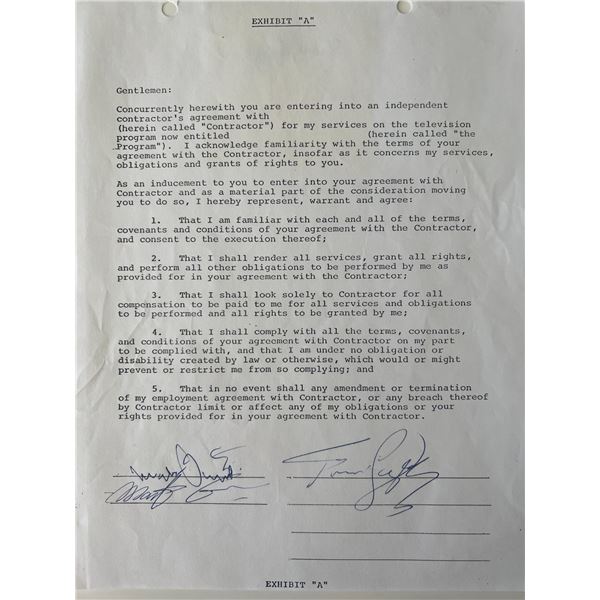 EXHIBIT "A"
Gentlemen:
Concurrently herewith you are entering into an independent
contractor's agreement with
(herein called "Contractor") for my services on the television
program now entitled (herein called "the
Program"). I acknowledge familiarity with the terms of your
agreement with the Contractor, insofar as it concerns my services,
obligations and grants of rights to you.
As an inducement to you to enter into your agreement with
Contractor and as a material part of the consideration moving
you to do so, I hereby represent, warrant and agree:
1. That I am familiar with each and all of the terms,
covenants and conditions of your agreement with the Contractor,
and consent to the execution thereof;
2. That I shall render all services, grant all rights,
and perform all other obligations to be performed by me as
provided for in your agreement with the Contractor;
3. That I shall look solely to Contractor for all
compensation to be paid to me for all services and obligations
to be performed and all rights to be granted by me;
4. That I shall comply with all the terms, covenants,
and conditions of your agreement with Contractor on my part
to be complied with, and that I am under no obligation or
disability created by law or otherwise, which would or might
prevent or restrict me from so complying; and
5. That in no event shall any amendment or termination
of my employment agreement with Contractor, or any breach thereof
by Contractor limit or affect any of my obligations or your
rights provided for in your agreement with Contractor.
EXHIBIT "A"